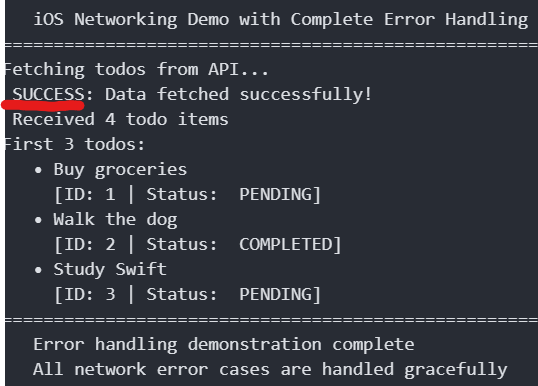 iOS Networking Demo with Complete Error Handling
======================================================
Fetching todos from API...
SUCCESS: Data fetched successfully!
Received 4 todo items
First 3 todos:
• Buy groceries
[ID: 1 | Status:  PENDING]
• Walk the dog
[ID: 2 | Status:  COMPLETED]
• Study Swift
[ID: 3 | Status:  PENDING]
======================================================
Error handling demonstration complete
All network error cases are handled gracefully